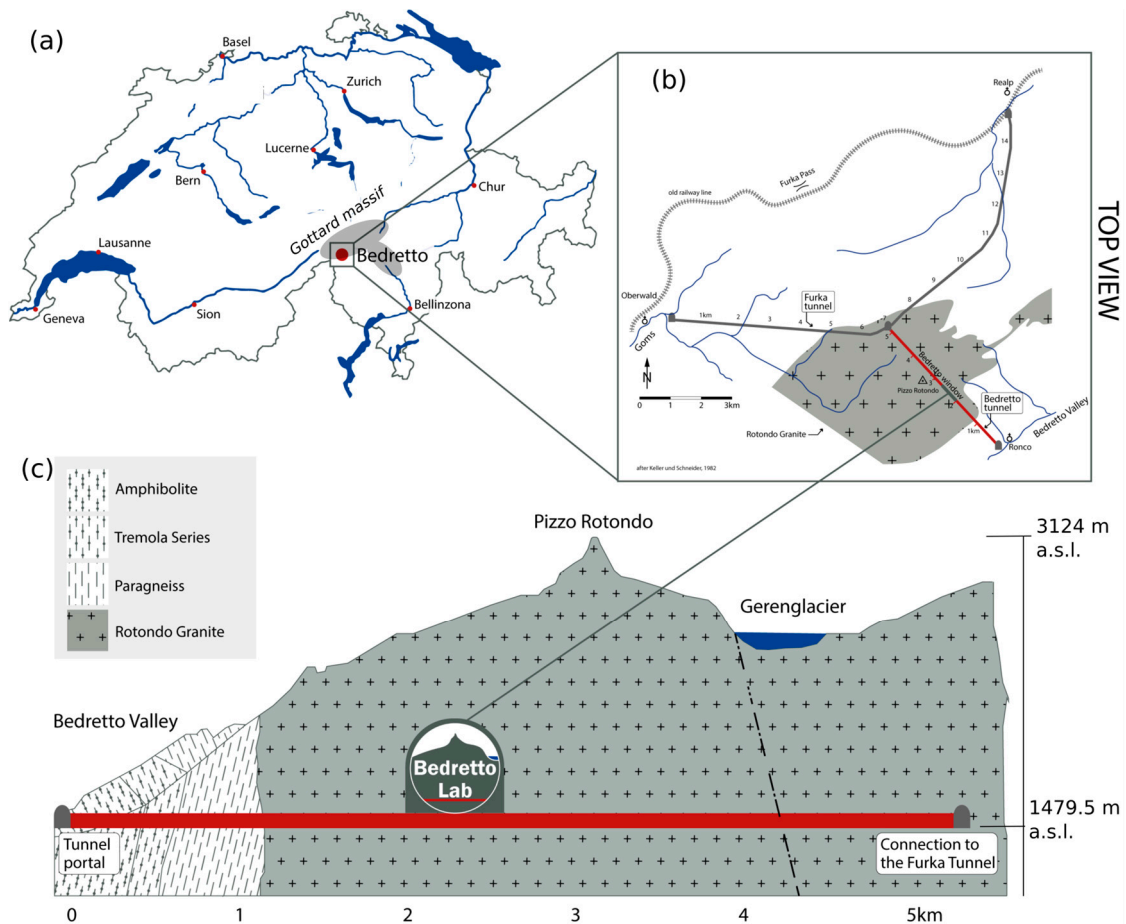 (a)
Basel
Zurich
Lucerne
Bern
Chur
Gottard massif
Lausanne
Bedretto
Geneva
Sion
Bellinzona
(b)
TOP VIEW
Realp
14
13
12
11
10
9
8
7
6
5
4
3
2
1km
Furka Pass
old railway line
Oberwald
Goms
Furka
tunnel
5
4
3
2
1km
Bedretto window
Pizzo Rotondo
Bedretto
tunnel
Bedretto Valley
Ronco
N
0 1 2 3km
Rotondo Granite
after Keller und Schneider, 1982
(c)
Amphibolite
Tremola Series
Paragneiss
Rotondo Granite
Pizzo Rotondo
3124 m
a.s.l.
Gerenglacier
Bedretto Valley
Bedretto
Lab
1479.5 m
a.s.l.
Tunnel
portal
Connection to
the Furka Tunnel
0 1 2 3 4 5km